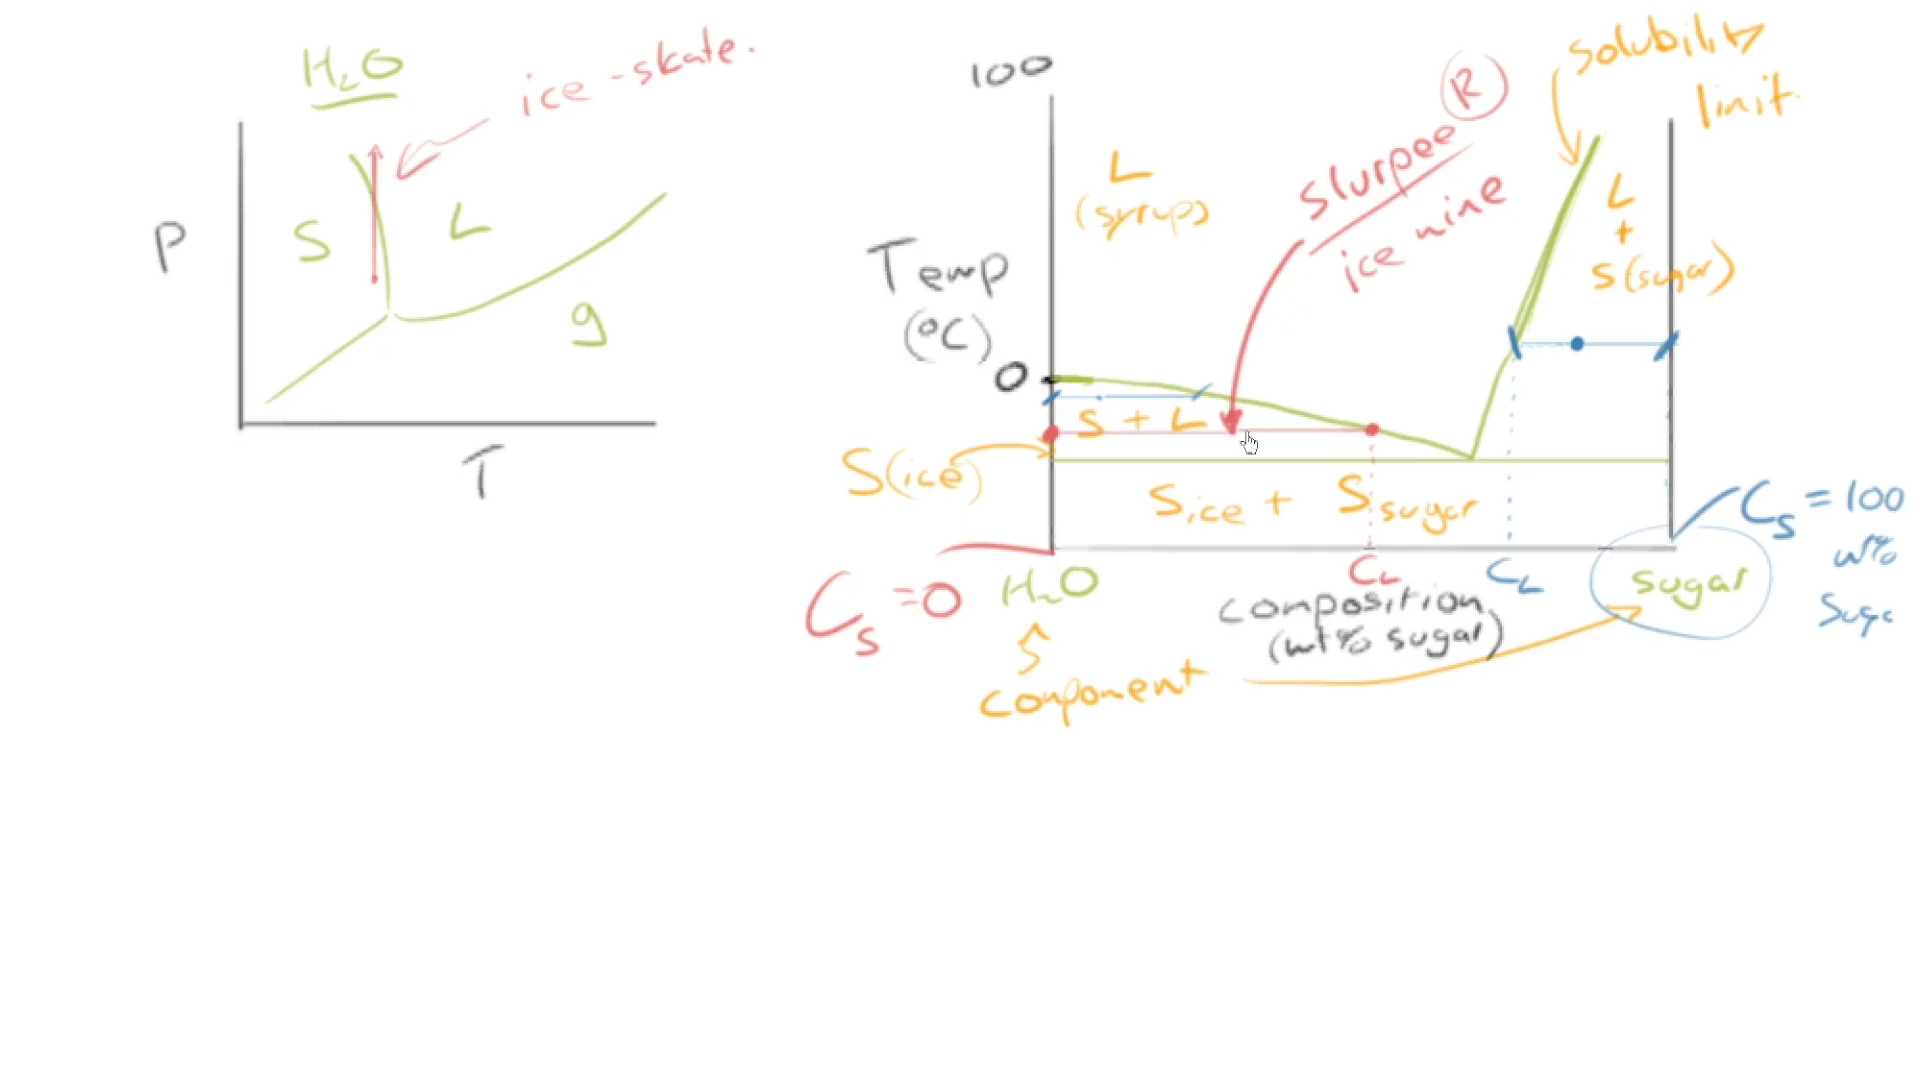 H₂O
ice-skate.
P
S
L
g
T
100
Temp
(°C)
0
L
(syrup)
slurpee ®
ice wine
solubility
limit.
L
+
S(sugar)
S + L
S(ice)
Sice + Ssugar
Cs = 0
H₂O
CL
CL
composition
(wt% sugar)
component
sugar
Cs = 100
wt%